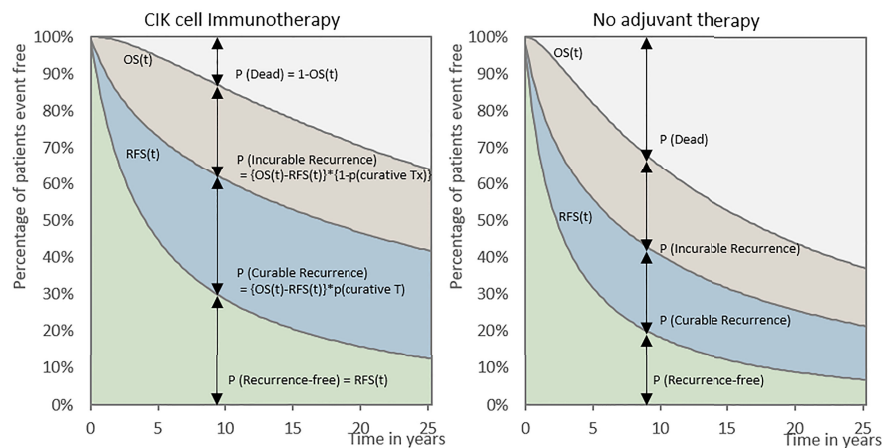 CIK cell Immunotherapy
Percentage of patients event free
100%
90%
80%
70%
60%
50%
40%
30%
20%
10%
0%
OS(t)
RFS(t)
P (Dead) = 1-OS(t)
P (Incurable Recurrence)
= {OS(t)-RFS(t)}*{1-p(curative Tx)}
P (Curable Recurrence)
= {OS(t)-RFS(t)}*p(curative T)
P (Recurrence-free) = RFS(t)
0 5 10 15 20 25
Time in years
No adjuvant therapy
Percentage of patients event free
100%
90%
80%
70%
60%
50%
40%
30%
20%
10%
0%
OS(t)
RFS(t)
P (Dead)
P (Incurable Recurrence)
P (Curable Recurrence)
P (Recurrence-free)
0 5 10 15 20 25
Time in years